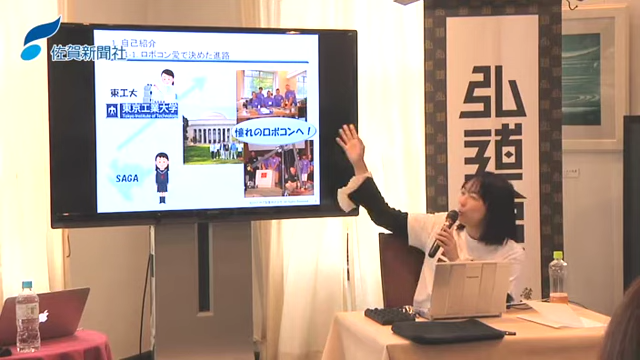 佐賀新聞社
1. 自己紹介
ロボコン愛で決めた進路
東工大
東京工業大学
Tokyo Institute of Technology
憧れのロボコンへ!
SAGA
弘道館